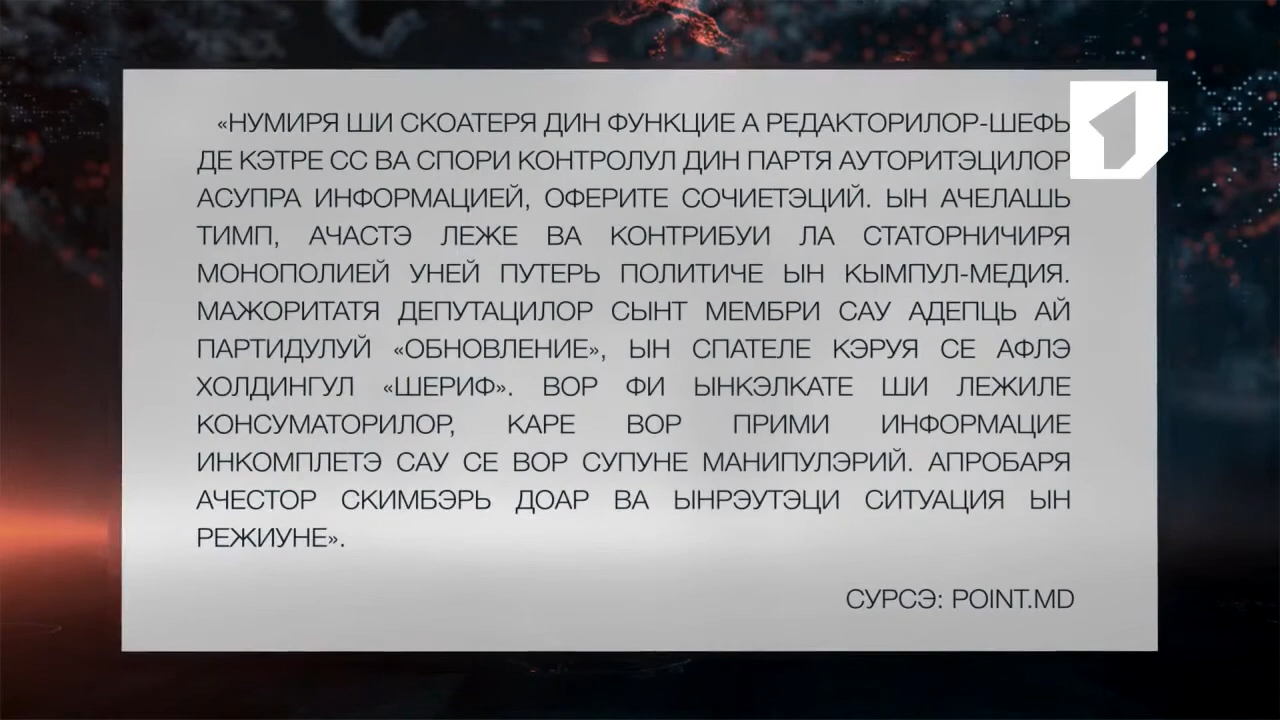 «НУМИРЯ ШИ СКОАТЕРЯ ДИН ФУНКЦИЕ А РЕДАКТОРИЛОР-ШЕФЬ
ДЕ КЭТРЕ СС ВА СПОРИ КОНТРОЛУЛ ДИН ПАРТЯ АУТОРИТЭЦИЛОР
АСУПРА ИНФОРМАЦИЕЙ, ОФЕРИТЕ СОЧИЕТЭЦИЙ. ЫН АЧЕЛАШЬ
ТИМП, АЧАСТЭ ЛЕЖЕ ВА КОНТРИБУИ ЛА СТАТОРНИЧИРЯ
МОНОПОЛИЕЙ УНЕЙ ПУТЕРЬ ПОЛИТИЧЕ ЫН КЫМПУЛ-МЕДИЯ.
МАЖОРИТАТЯ ДЕПУТАЦИЛОР СЫНТ МЕМБРИ САУ АДЕПЦЬ АЙ
ПАРТИДУЛУЙ «ОБНОВЛЕНИЕ», ЫН СПАТЕЛЕ КЭРУЯ СЕ АФЛЭ
ХОЛДИНГУЛ «ШЕРИФ». ВОР ФИ ЫНКЭЛКАТЕ ШИ ЛЕЖИЛЕ
КОНСУМАТОРИЛОР, КАРЕ ВОР ПРИМИ ИНФОРМАЦИЕ
ИНКОМПЛЕТЭ САУ СЕ ВОР СУПУНЕ МАНИПУЛЭРИЙ. АПРОБАРЯ
АЧЕСТОР СКИМБЭРЬ ДОАР ВА ЫНРЭУТЭЦИ СИТУАЦИЯ ЫН
РЕЖИУНЕ».
СУРСЭ: POINT.MD